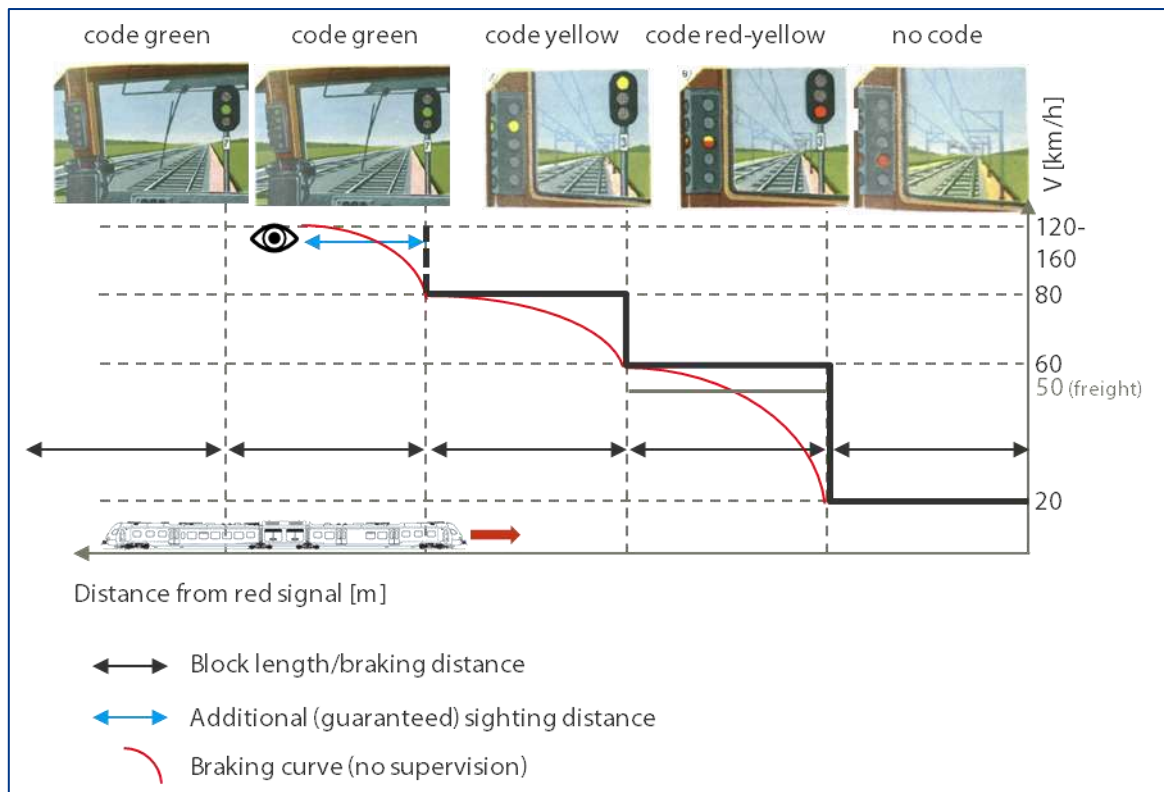 code green
code green
code yellow
code red-yellow
no code
V [km/h]
120-
160
80
60
50 (freight)
20
Distance from red signal [m]
Block length/braking distance
Additional (guaranteed) sighting distance
Braking curve (no supervision)